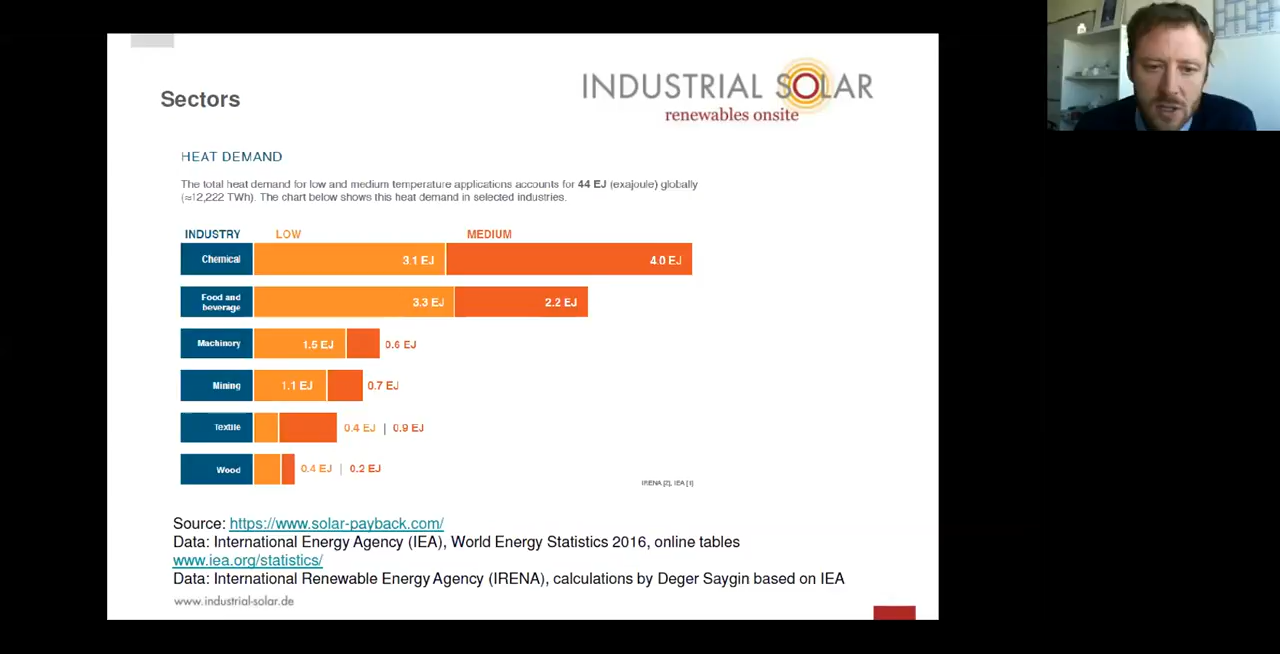 Sectors
INDUSTRIAL SOLAR
renewables onsite
HEAT DEMAND
The total heat demand for low and medium temperature applications accounts for 44 EJ (exajoule) globally
(≈12,222 TWh). The chart below shows this heat demand in selected industries.
INDUSTRY LOW MEDIUM
Chemical 3.1 EJ 4.0 EJ
Food and
beverage 3.3 EJ 2.2 EJ
Machinory 1.5 EJ 0.6 EJ
Mining 1.1 EJ 0.7 EJ
Textile 0.4 EJ | 0.9 EJ
Wood 0.4 EJ | 0.2 EJ
IRENA [2], IEA [1]
Source: https://www.solar-payback.com/
Data: International Energy Agency (IEA), World Energy Statistics 2016, online tables
www.iea.org/statistics/
Data: International Renewable Energy Agency (IRENA), calculations by Deger Saygin based on IEA
www.industrial-solar.de